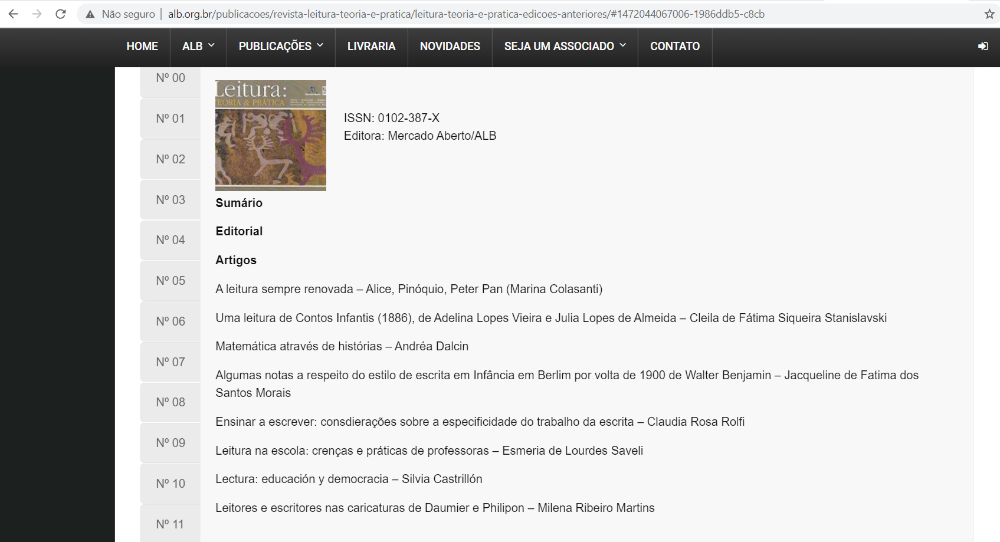 Não seguro | alb.org.br/publicacoes/revista-leitura-teoria-e-pratica/leitura-teoria-e-pratica-edicoes-anteriores/#1472044067006-1986ddb5-c8cb
HOME ALB PUBLICAÇÕES LIVRARIA NOVIDADES SEJA UM ASSOCIADO CONTATO
Nº 00
Nº 01
Nº 02
Nº 03
Nº 04
Nº 05
Nº 06
Nº 07
Nº 08
Nº 09
Nº 10
Nº 11
Leitura:
TEORIA & PRÁTICA
ISSN: 0102-387-X
Editora: Mercado Aberto/ALB
Sumário
Editorial
Artigos
A leitura sempre renovada – Alice, Pinóquio, Peter Pan (Marina Colasanti)
Uma leitura de Contos Infantis (1886), de Adelina Lopes Vieira e Julia Lopes de Almeida – Cleila de Fátima Siqueira Stanislavski
Matemática através de histórias – Andréa Dalcin
Algumas notas a respeito do estilo de escrita em Infância em Berlim por volta de 1900 de Walter Benjamin – Jacqueline de Fatima dos
Santos Morais
Ensinar a escrever: consdierações sobre a especificidade do trabalho da escrita – Claudia Rosa Rolfi
Leitura na escola: crenças e práticas de professoras – Esmeria de Lourdes Saveli
Lectura: educación y democracia – Silvia Castrillón
Leitores e escritores nas caricaturas de Daumier e Philipon – Milena Ribeiro Martins